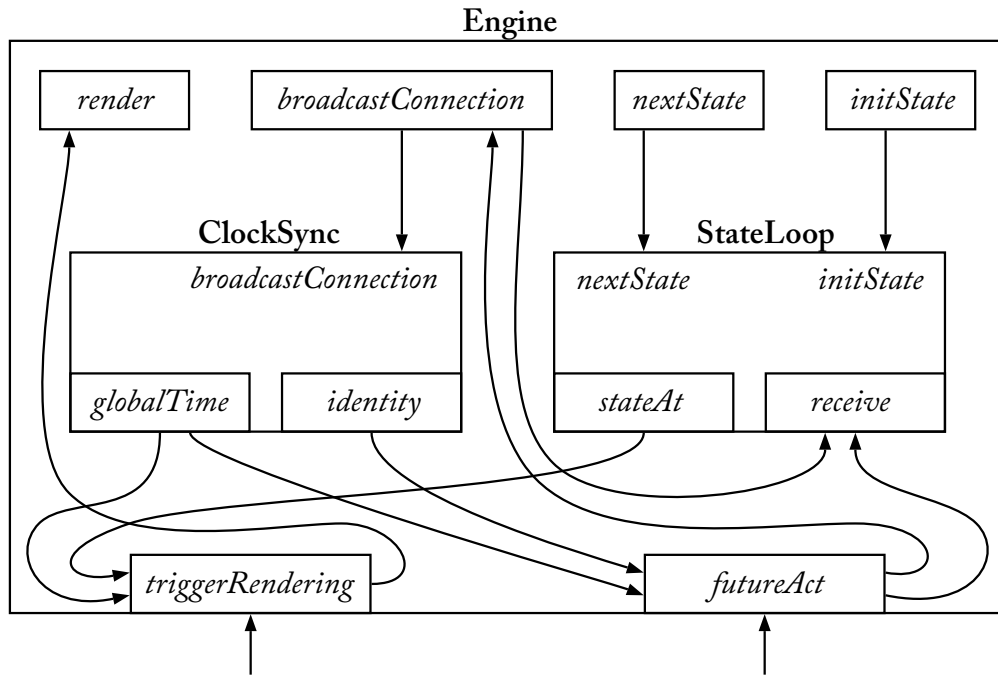 Engine
render broadcastConnection nextState initState
ClockSync StateLoop
broadcastConnection nextState initState
globalTime identity stateAt receive
triggerRendering futureAct